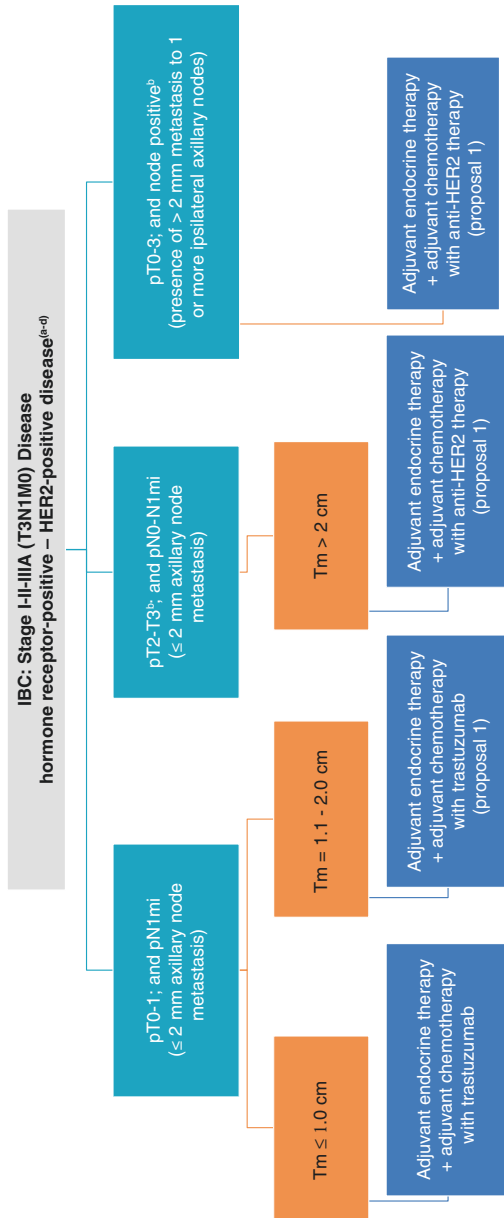 IBC: Stage I-II-IIIA (T3N1M0) Disease
hormone receptor-positive – HER2-positive disease(a-d)
pT0-1; and pN1mi
(≤ 2 mm axillary node
metastasis)
pT2-T3b; and pN0-N1mi
(≤ 2 mm axillary node
metastasis)
pT0-3; and node positiveb
(presence of > 2 mm metastasis to 1
or more ipsilateral axillary nodes)
Tm ≤ 1.0 cm
Tm = 1.1 - 2.0 cm
Tm > 2 cm
Adjuvant endocrine therapy
+ adjuvant chemotherapy
with trastuzumab
Adjuvant endocrine therapy
+ adjuvant chemotherapy
with trastuzumab
(proposal 1)
Adjuvant endocrine therapy
+ adjuvant chemotherapy
with anti-HER2 therapy
(proposal 1)
Adjuvant endocrine therapy
+ adjuvant chemotherapy
with anti-HER2 therapy
(proposal 1)